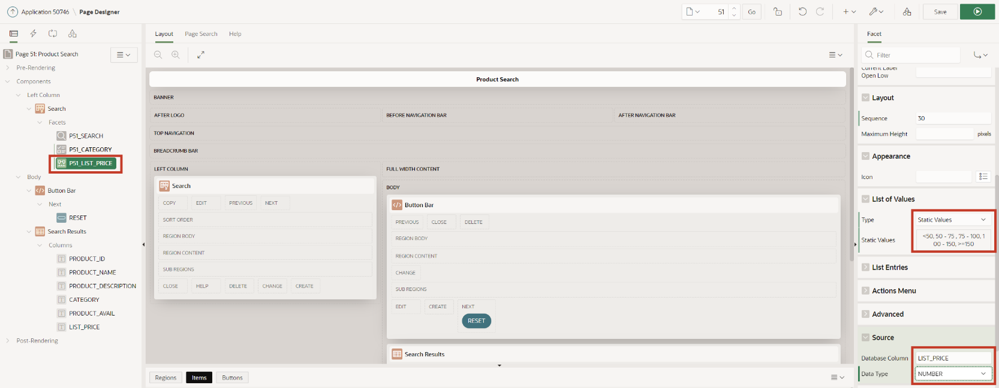 Application 50746 \ Page Designer
51
Go
Save
Layout
Page Search
Help
Facet
Page 51: Product Search
Filter
Pre-Rendering
Components
Left Column
Search
Facets
P51_SEARCH
P51_CATEGORY
P51_LIST_PRICE
Body
Button Bar
Next
RESET
Search Results
Columns
PRODUCT_ID
PRODUCT_NAME
PRODUCT_DESCRIPTION
CATEGORY
PRODUCT_AVAIL
LIST_PRICE
Post-Rendering
Product Search
BANNER
AFTER LOGO
BEFORE NAVIGATION BAR
AFTER NAVIGATION BAR
TOP NAVIGATION
BREADCRUMB BAR
LEFT COLUMN
Search
COPY
EDIT
PREVIOUS
NEXT
SORT ORDER
REGION BODY
REGION CONTENT
SUB REGIONS
CLOSE
HELP
DELETE
CHANGE
CREATE
FULL WIDTH CONTENT
BODY
Button Bar
PREVIOUS
CLOSE
DELETE
REGION BODY
REGION CONTENT
CHANGE
SUB REGIONS
EDIT
CREATE
NEXT
RESET
Search Results
Regions
Items
Buttons
Current Label
Open Low
Layout
Sequence
30
Maximum Height
pixels
Appearance
Icon
List of Values
Type
Static Values
Static Values
<50, 50 - 75 , 75 - 100, 1
00 - 150, >=150
List Entries
Actions Menu
Advanced
Source
Database Column
LIST_PRICE
Data Type
NUMBER